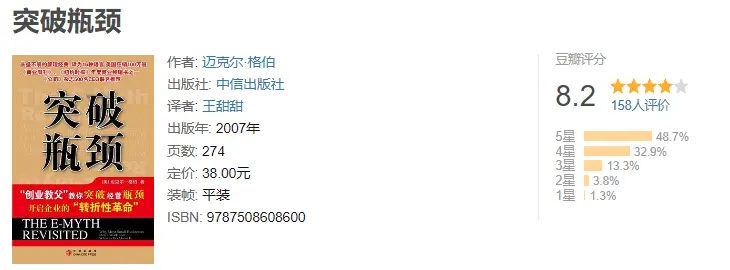 突破瓶颈
突破
瓶颈
"创业教父"教你突破经营瓶颈
开启企业的"转折性革命"
THE E-MYTH
REVISITED
作者: 迈克尔·格伯
出版社: 中信出版社
译者: 王甜甜
出版年: 2007年
页数: 274
定价: 38.00元
装帧: 平装
ISBN: 9787508608600
豆瓣评分
8.2
158人评价
5星 48.7%
4星 32.9%
3星 13.3%
2星 3.8%
1星 1.3%